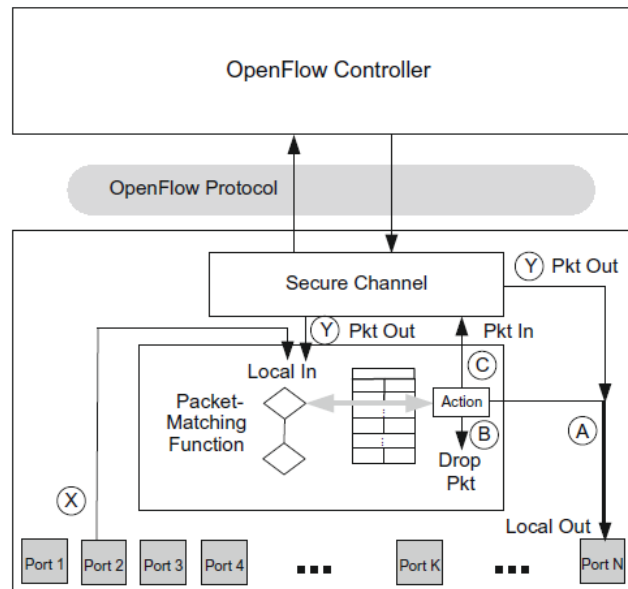 OpenFlow Controller
OpenFlow Protocol
Secure Channel
Y Pkt Out
Y Pkt Out
Pkt In
Local In
C
Packet-
Matching
Function
Action
A
B
Drop
Pkt
X
Local Out
Port 1
Port 2
Port 3
Port 4
...
Port K
...
Port N